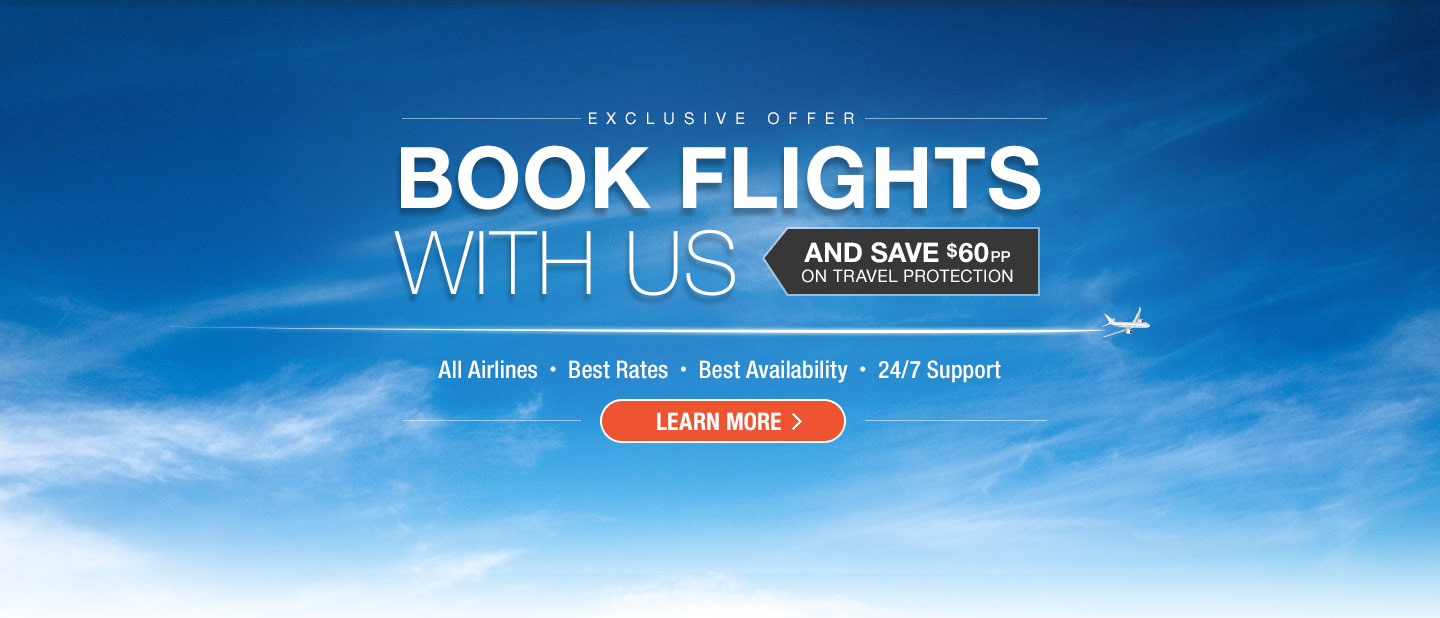 EXCLUSIVE OFFER
BOOK FLIGHTS
WITH US
AND SAVE $60PP
ON TRAVEL PROTECTION
All Airlines • Best Rates • Best Availability • 24/7 Support
LEARN MORE >